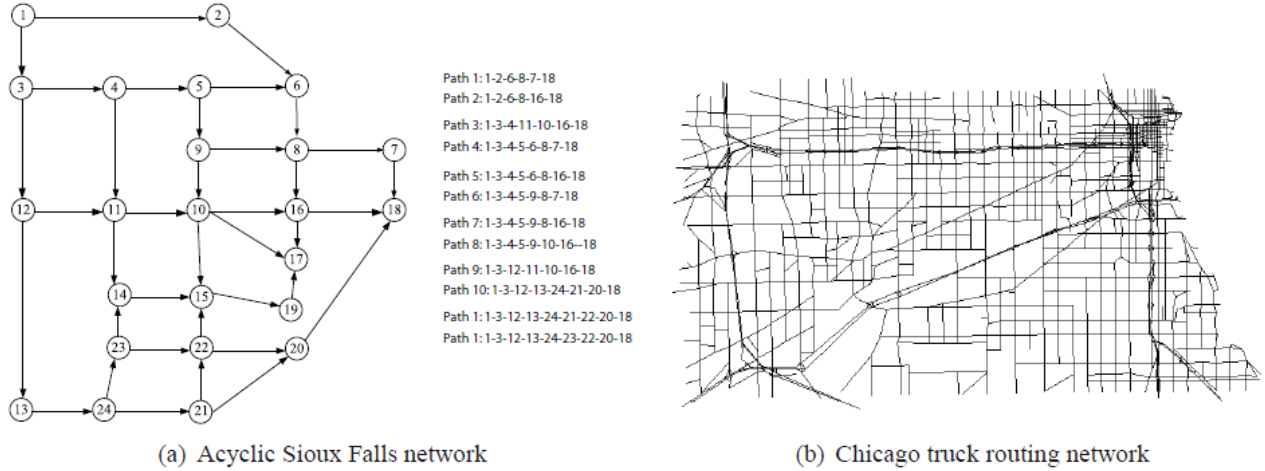 1
2
3
4
5
6
9
8
7
12
11
10
16
18
17
14
15
19
23
22
20
13
24
21
Path 1: 1-2-6-8-7-18
Path 2: 1-2-6-8-16-18
Path 3: 1-3-4-11-10-16-18
Path 4: 1-3-4-5-6-8-7-18
Path 5: 1-3-4-5-6-8-16-18
Path 6: 1-3-4-5-9-8-7-18
Path 7: 1-3-4-5-9-8-16-18
Path 8: 1-3-4-5-9-10-16--18
Path 9: 1-3-12-11-10-16-18
Path 10: 1-3-12-13-24-21-20-18
Path 1: 1-3-12-13-24-21-22-20-18
Path 1: 1-3-12-13-24-23-22-20-18
(a) Acyclic Sioux Falls network
(b) Chicago truck routing network